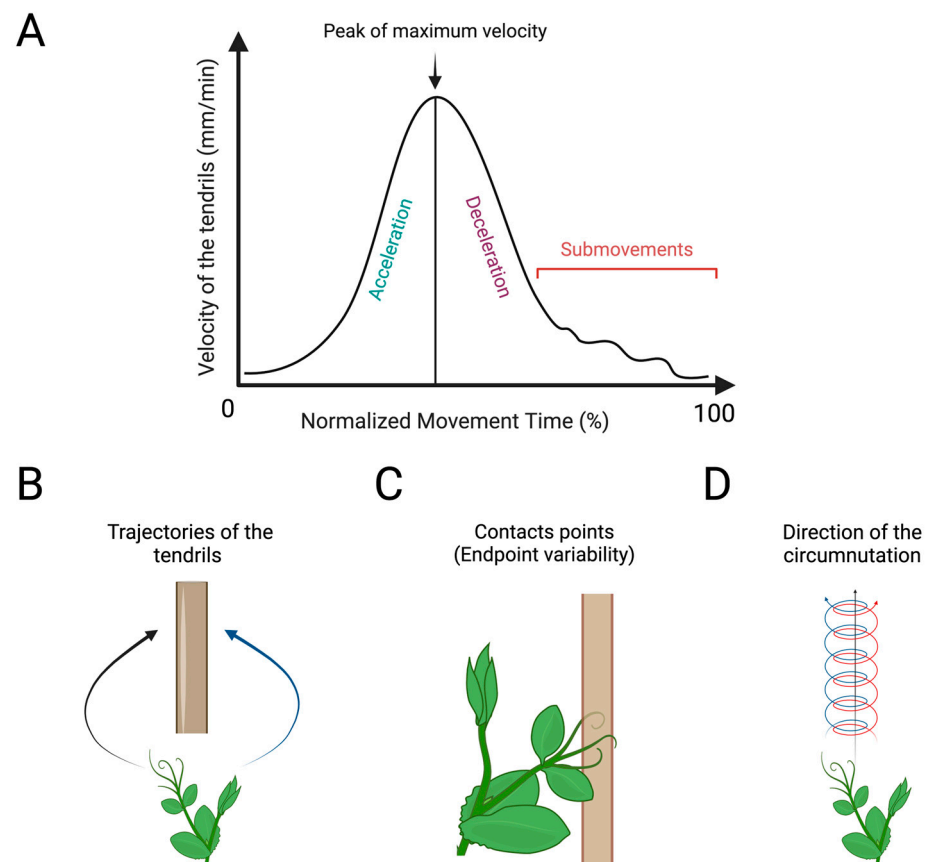 A
Peak of maximum velocity
Velocity of the tendrils (mm/min)
Acceleration
Deceleration
Submovements
0
100
Normalized Movement Time (%)
B
Trajectories of the
tendrils
C
Contacts points
(Endpoint variability)
D
Direction of the
circumnutation